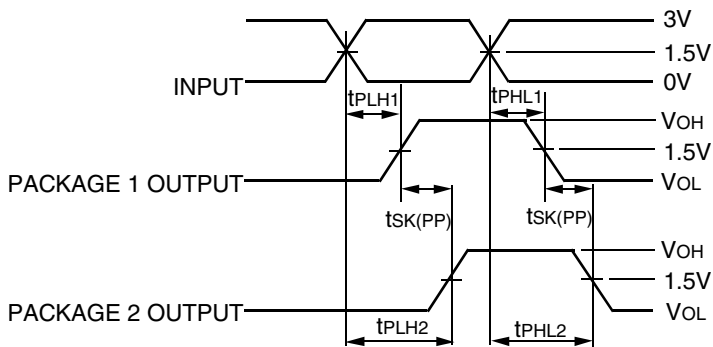 3V
1.5V
INPUT
0V
tPLH1
tPHL1
VOH
1.5V
PACKAGE 1 OUTPUT
VOL
tSK(PP)
tSK(PP)
VOH
1.5V
PACKAGE 2 OUTPUT
VOL
tPLH2
tPHL2